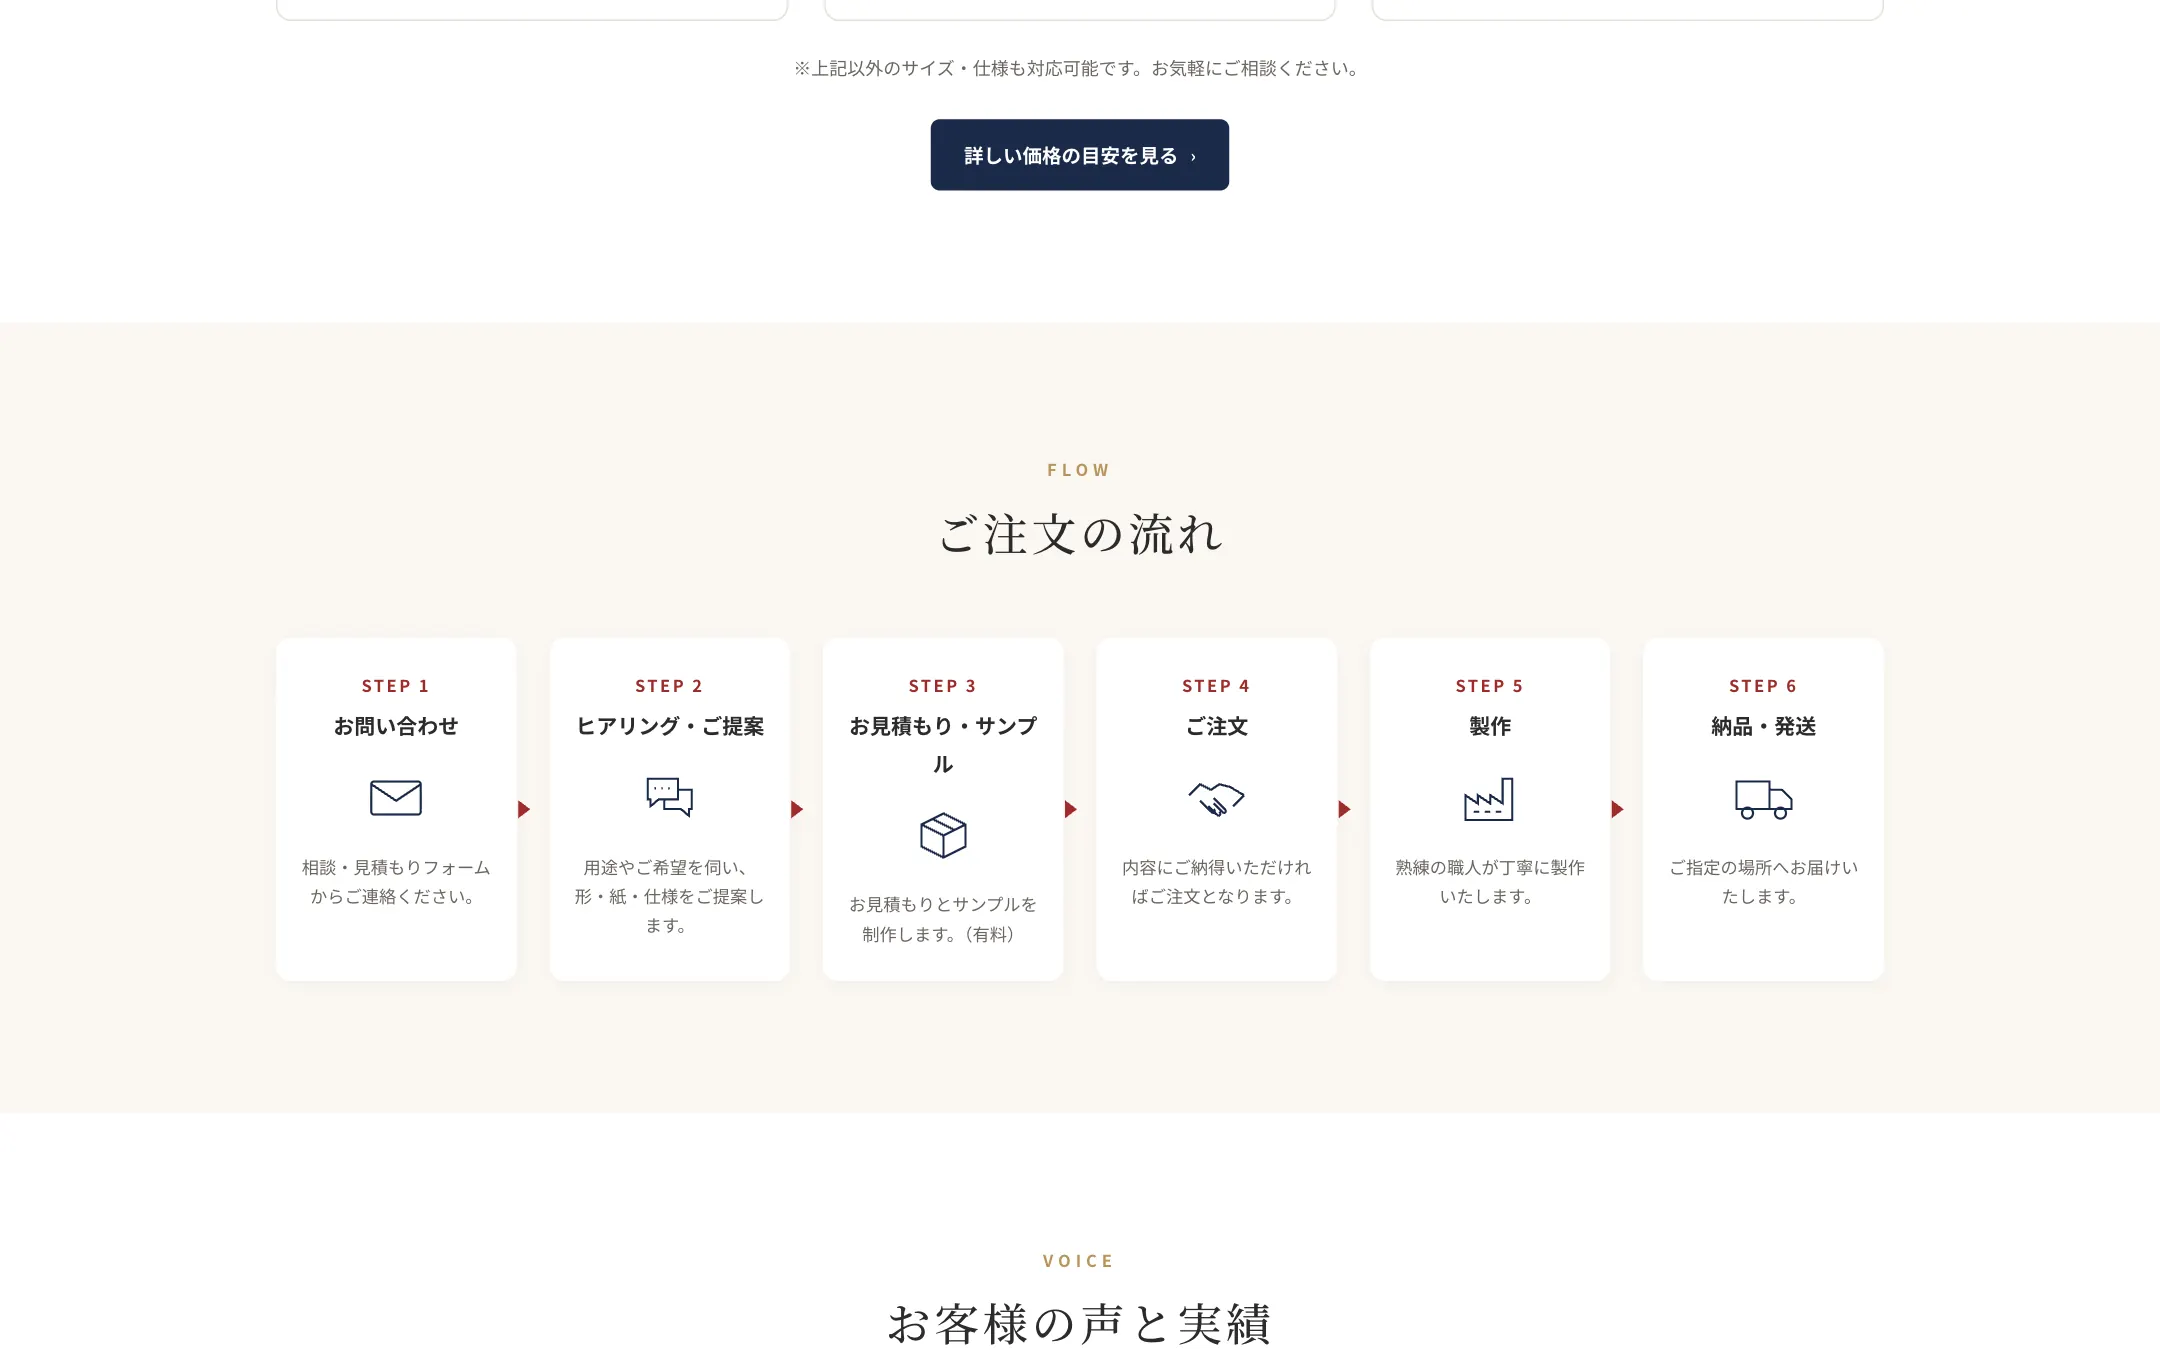 ※上記以外のサイズ・仕様も対応可能です。お気軽にご相談ください。
詳しい価格の目安を見る ›
FLOW
ご注文の流れ
STEP 1
お問い合わせ
相談・見積もりフォーム
からご連絡ください。
STEP 2
ヒアリング・ご提案
用途やご希望を伺い、
形・紙・仕様をご提案し
ます。
STEP 3
お見積もり・サンプ
ル
お見積もりとサンプルを
制作します。（有料）
STEP 4
ご注文
内容にご納得いただけれ
ばご注文となります。
STEP 5
製作
熟練の職人が丁寧に製作
いたします。
STEP 6
納品・発送
ご指定の場所へお届けい
たします。
VOICE
お客様の声と実績